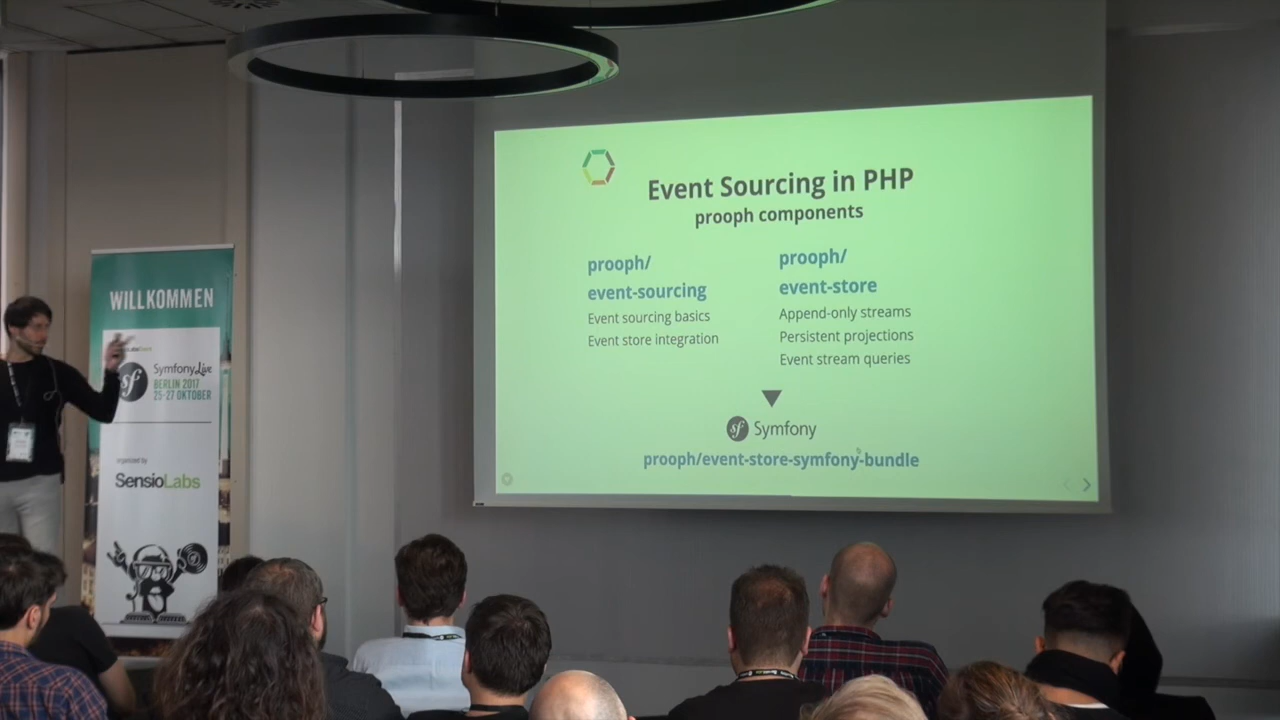 Event Sourcing in PHP
prooph components
prooph/
event-sourcing
Event sourcing basics
Event store integration
prooph/
event-store
Append-only streams
Persistent projections
Event stream queries
sf Symfony
prooph/event-store-symfony-bundle
WILLKOMMEN
sf SymfonyLive
BERLIN 2017
25-27 OKTOBER
organized by
SensioLabs